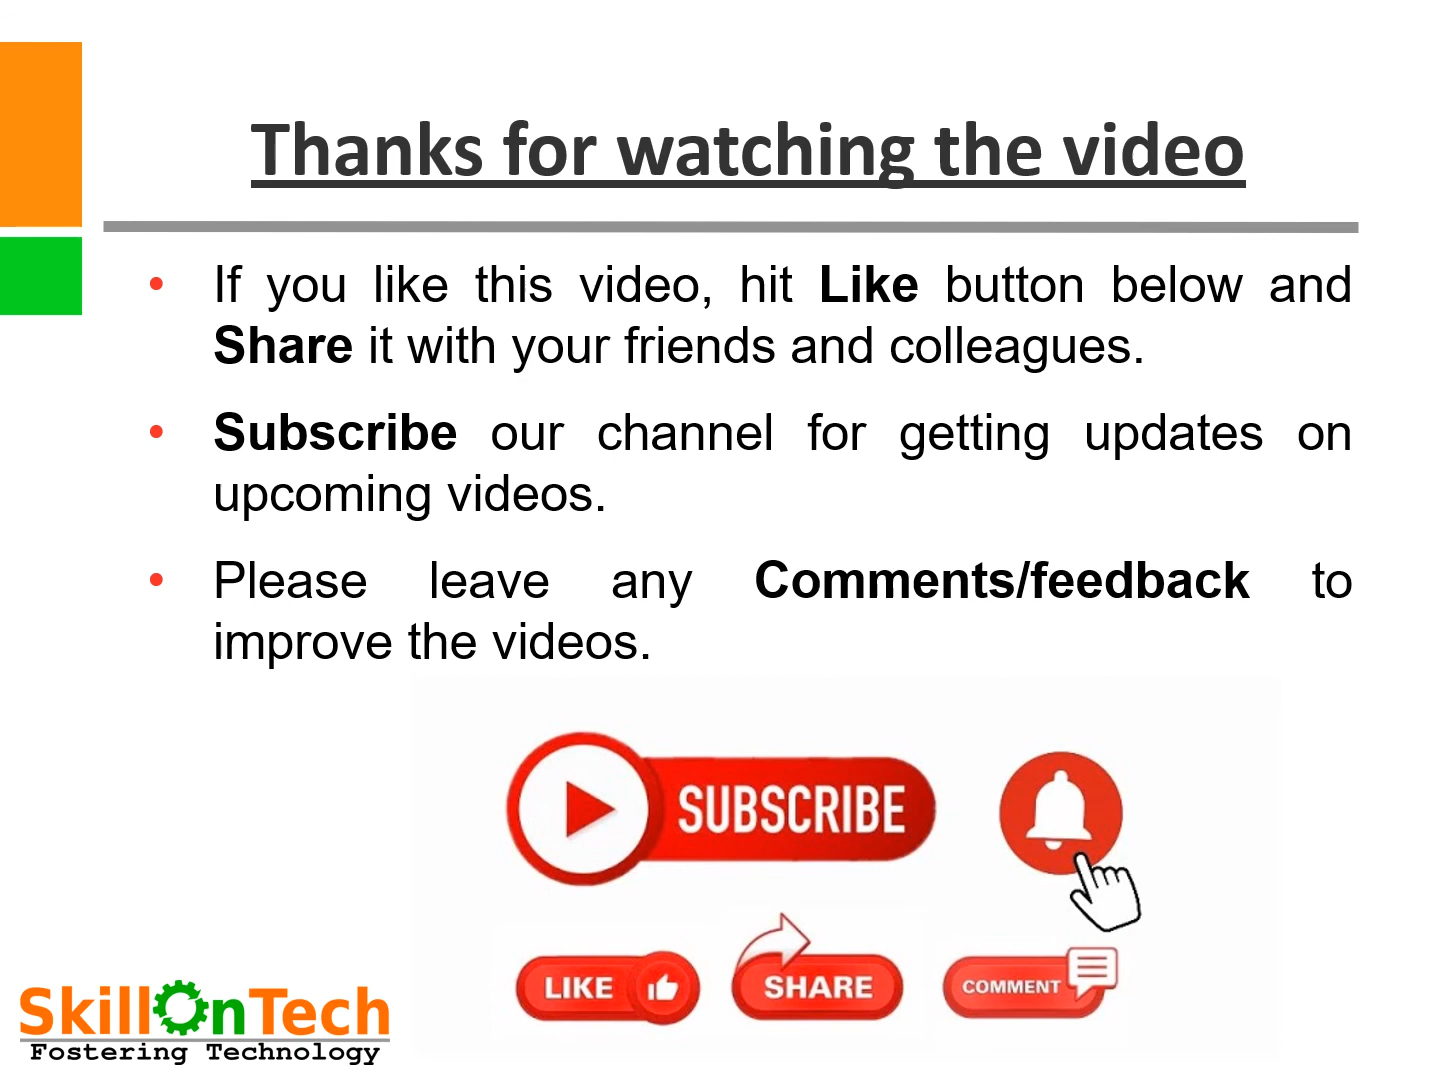 Thanks for watching the video
• If you like this video, hit Like button below and
Share it with your friends and colleagues.
• Subscribe our channel for getting updates on
upcoming videos.
• Please leave any Comments/feedback to
improve the videos.
SUBSCRIBE
LIKE
SHARE
COMMENT
SkillOnTech
Fostering Technology